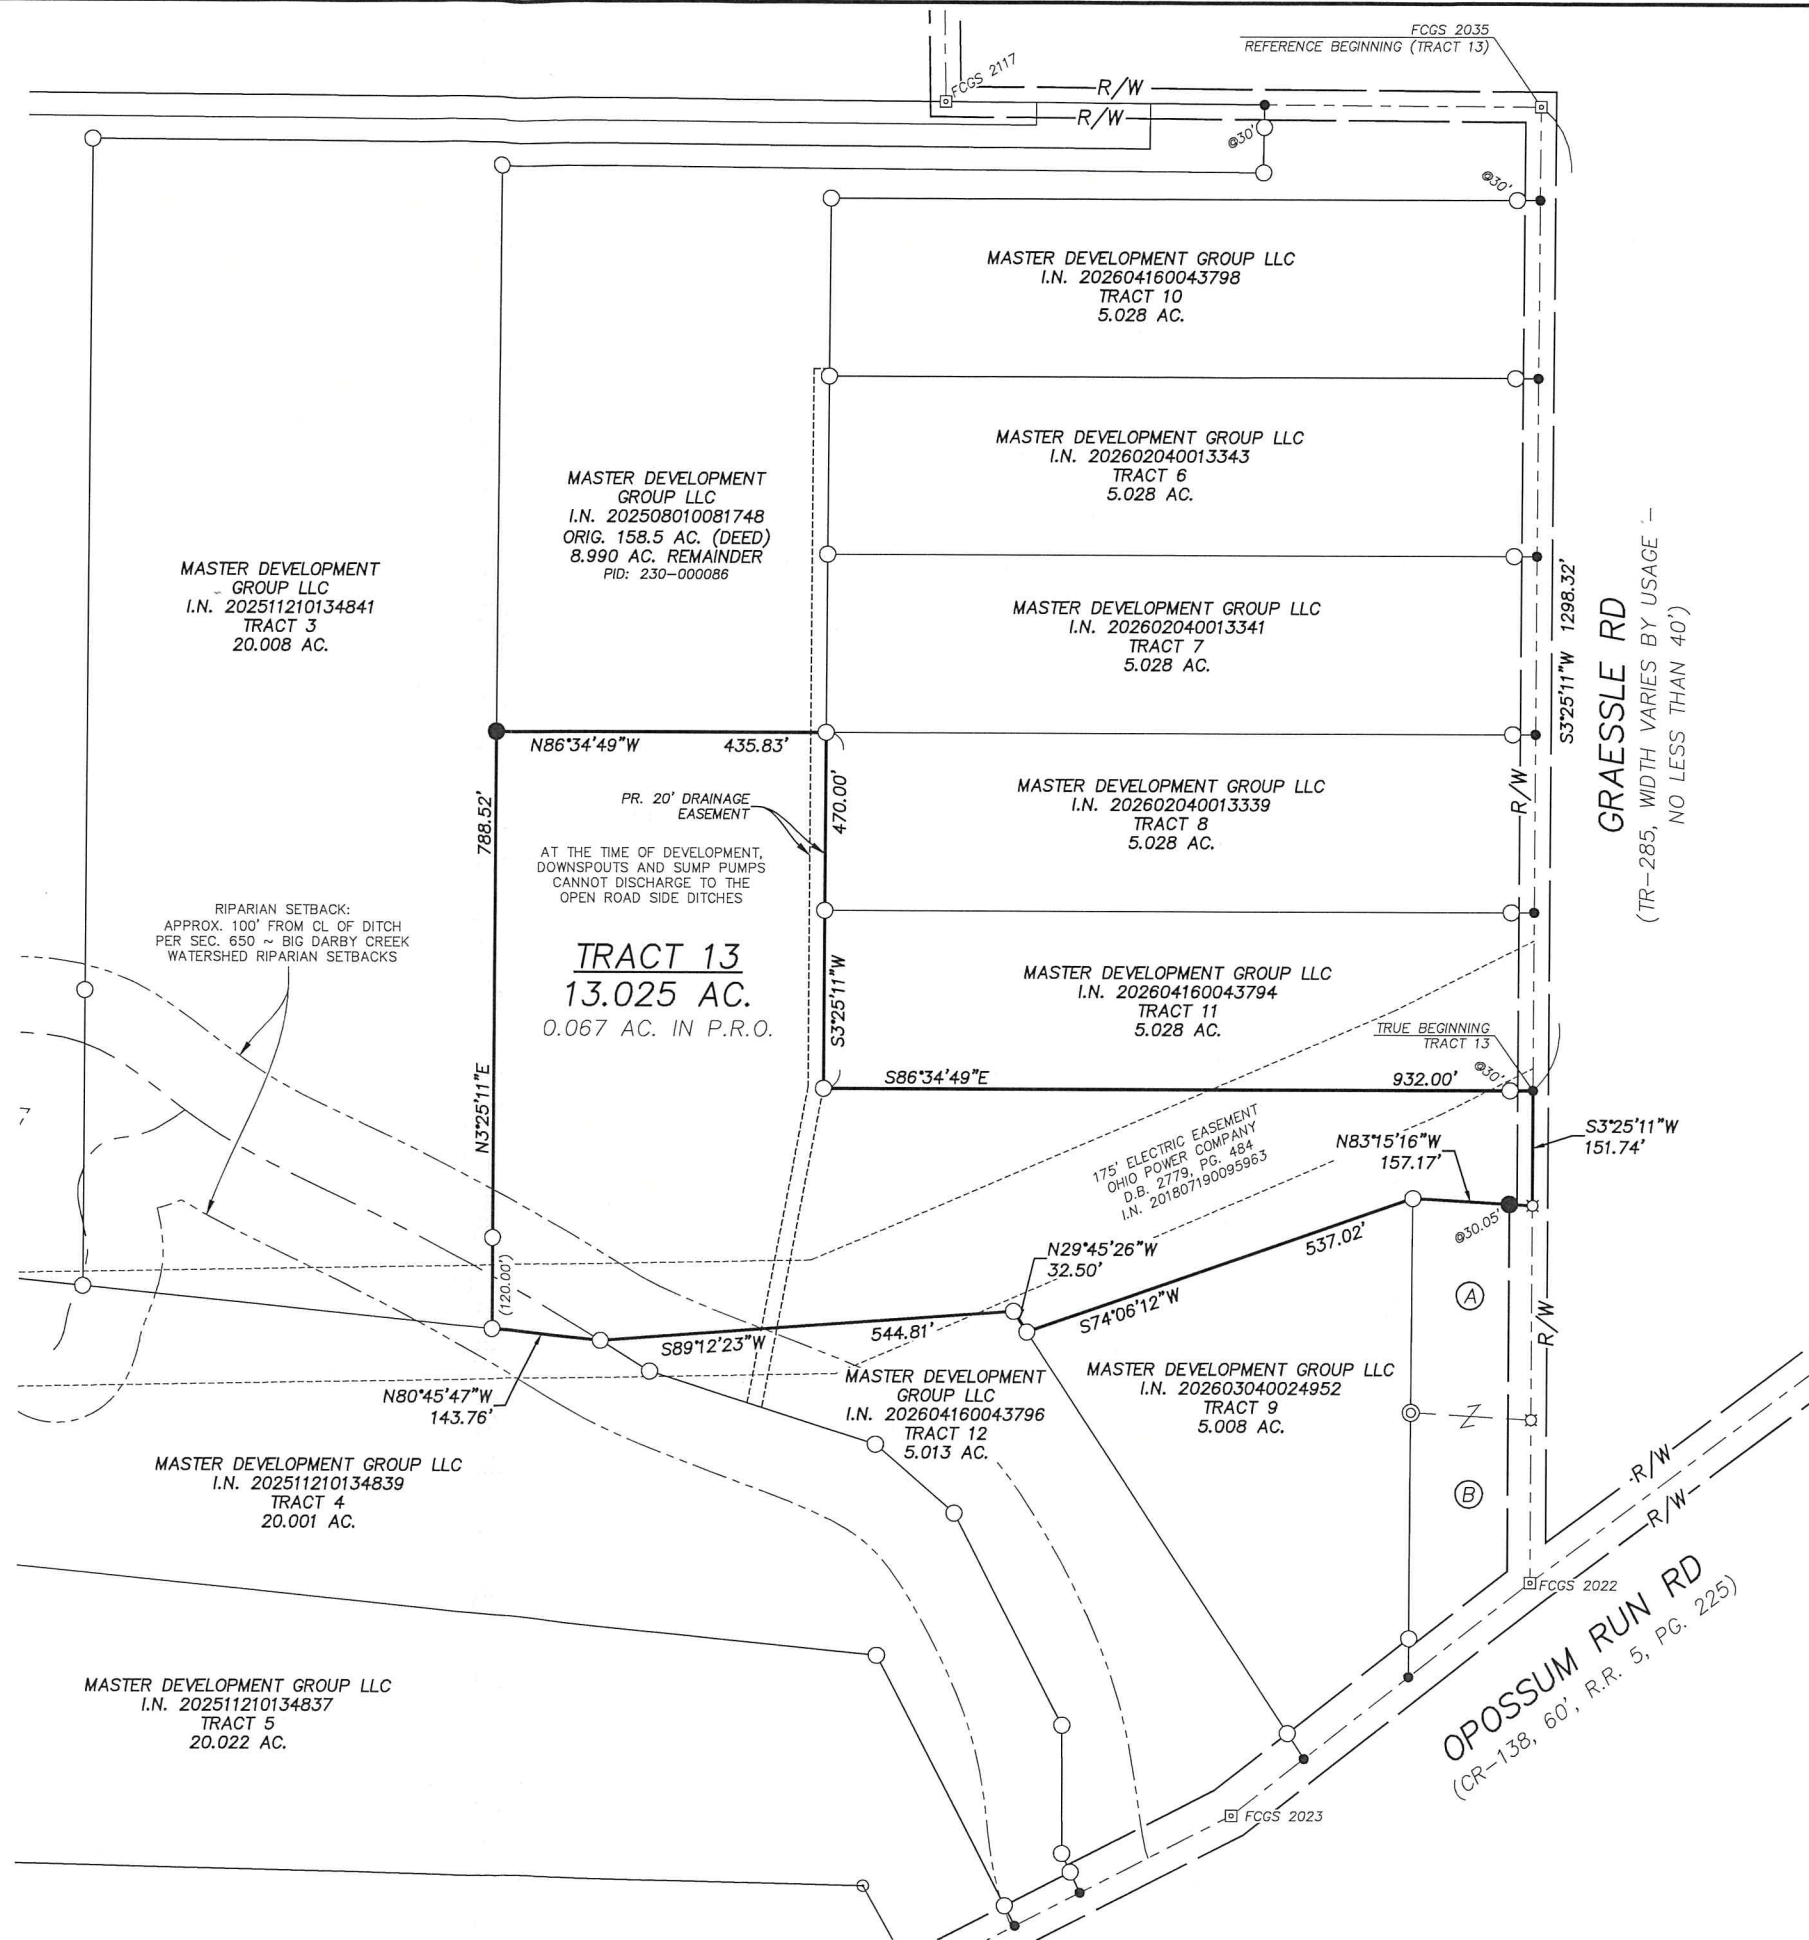 FCGS 2035
REFERENCE BEGINNING (TRACT 13)
FCGS 2117
R/W
R/W
@30'
@30'
MASTER DEVELOPMENT GROUP LLC
I.N. 202604160043798
TRACT 10
5.028 AC.
MASTER DEVELOPMENT GROUP LLC
I.N. 202602040013343
TRACT 6
5.028 AC.
MASTER DEVELOPMENT
GROUP LLC
I.N. 202508010081748
ORIG. 158.5 AC. (DEED)
8.990 AC. REMAINDER
PID: 230-000086
MASTER DEVELOPMENT
GROUP LLC
I.N. 202511210134841
TRACT 3
20.008 AC.
MASTER DEVELOPMENT GROUP LLC
I.N. 202602040013341
TRACT 7
5.028 AC.
S3°25'11"W 1298.32'
GRAESSLE RD
(TR-285, WIDTH VARIES BY USAGE -
NO LESS THAN 40')
N86°34'49"W 435.83'
788.52'
PR. 20' DRAINAGE
EASEMENT
470.00'
MASTER DEVELOPMENT GROUP LLC
I.N. 202602040013339
TRACT 8
5.028 AC.
R/W
AT THE TIME OF DEVELOPMENT,
DOWNSPOUTS AND SUMP PUMPS
CANNOT DISCHARGE TO THE
OPEN ROAD SIDE DITCHES
RIPARIAN SETBACK:
APPROX. 100' FROM CL OF DITCH
PER SEC. 650 ~ BIG DARBY CREEK
WATERSHED RIPARIAN SETBACKS
TRACT 13
13.025 AC.
0.067 AC. IN P.R.O.
S3°25'11"W
MASTER DEVELOPMENT GROUP LLC
I.N. 202604160043794
TRACT 11
5.028 AC.
TRUE BEGINNING
TRACT 13
@30'
S86°34'49"E 932.00'
N3°25'11"E
175' ELECTRIC EASEMENT
OHIO POWER COMPANY
D.B. 2779, PG. 484
I.N. 201807190095963
N83°15'16"W
157.17'
S3°25'11"W
151.74'
@30.05'
537.02'
N29°45'26"W
32.50'
S74°06'12"W
(120.00')
A
R/W
S89°12'23"W 544.81'
N80°45'47"W
143.76'
MASTER DEVELOPMENT
GROUP LLC
I.N. 202604160043796
TRACT 12
5.013 AC.
MASTER DEVELOPMENT GROUP LLC
I.N. 202603040024952
TRACT 9
5.008 AC.
Z
B
MASTER DEVELOPMENT GROUP LLC
I.N. 202511210134839
TRACT 4
20.001 AC.
R/W
R/W
FCGS 2022
OPOSSUM RUN RD
(CR-138, 60', R.R. 5, PG. 225)
MASTER DEVELOPMENT GROUP LLC
I.N. 202511210134837
TRACT 5
20.022 AC.
FCGS 2023